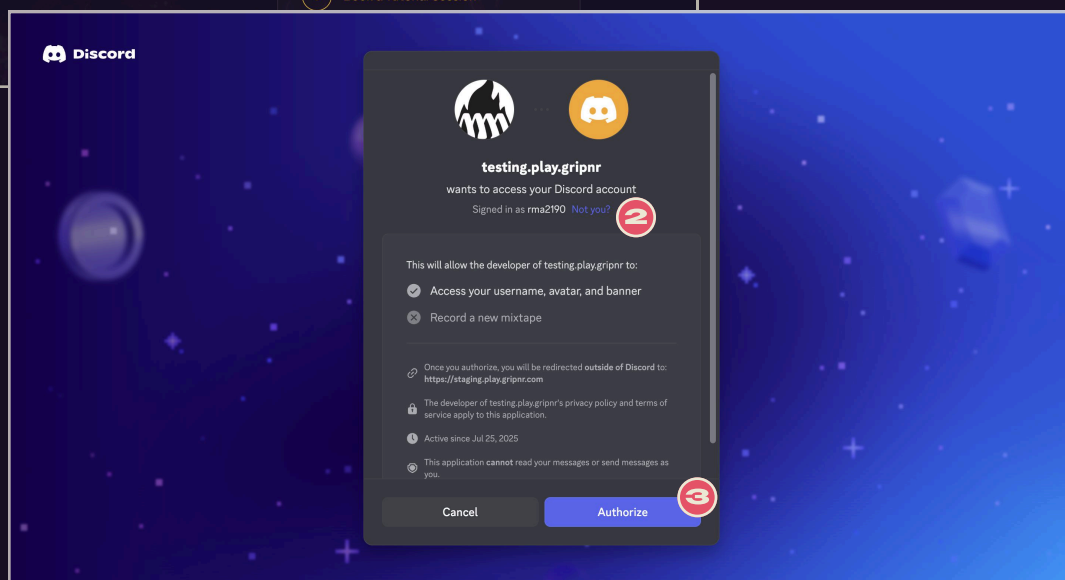 Discord
testing.play.gripnr
wants to access your Discord account
Signed in as rma2190 Not you?
2
This will allow the developer of testing.play.gripnr to:
Access your username, avatar, and banner
Record a new mixtape
Once you authorize, you will be redirected outside of Discord to:
https://staging.play.gripnr.com
The developer of testing.play.gripnr's privacy policy and terms of
service apply to this application.
Active since Jul 25, 2025
This application cannot read your messages or send messages as
you.
Cancel
Authorize
3